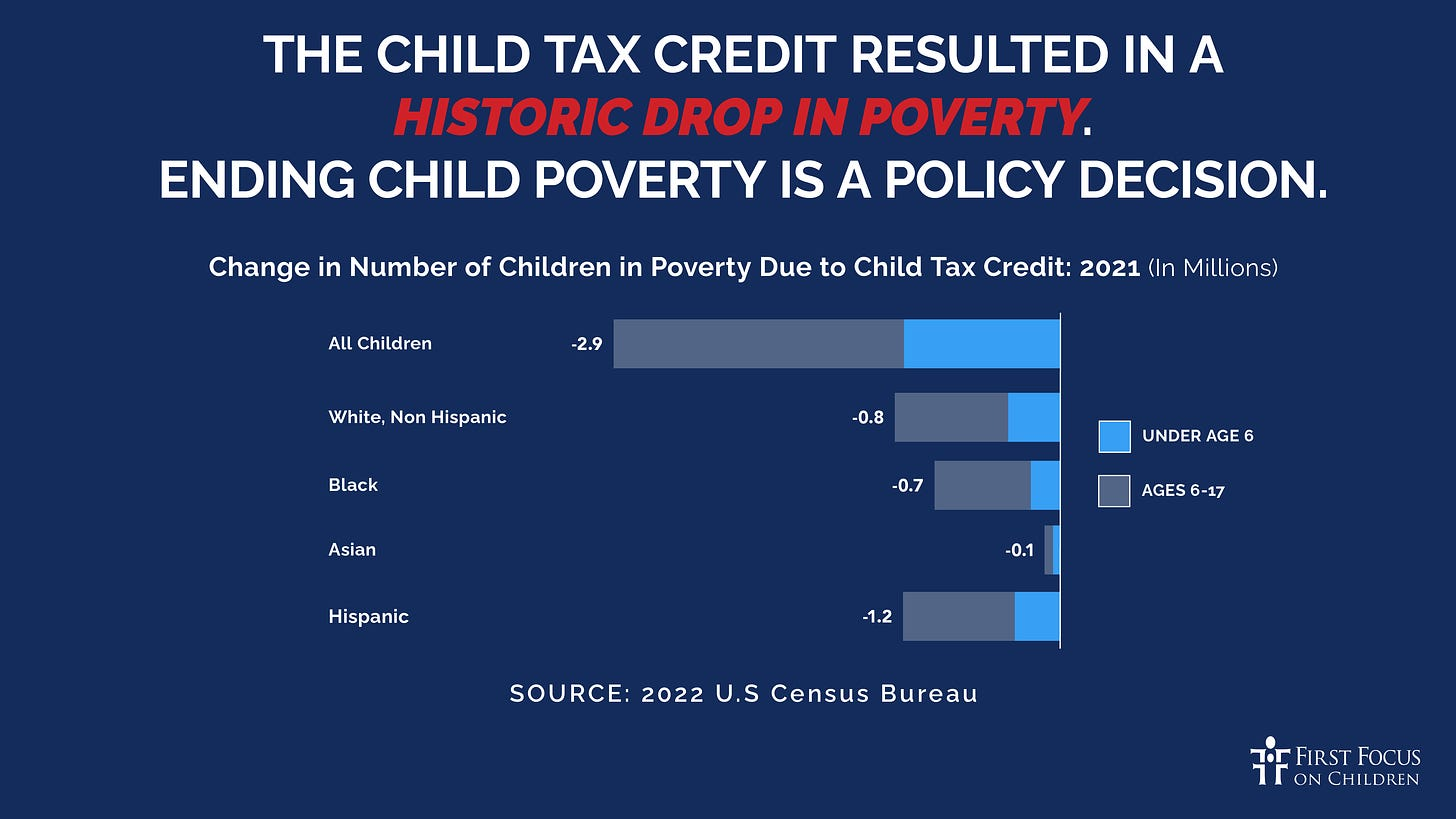 THE CHILD TAX CREDIT RESULTED IN A
HISTORIC DROP IN POVERTY.
ENDING CHILD POVERTY IS A POLICY DECISION.
Change in Number of Children in Poverty Due to Child Tax Credit: 2021 (In Millions)
All Children -2.9
White, Non Hispanic -0.8
Black -0.7
Asian -0.1
Hispanic -1.2
UNDER AGE 6
AGES 6-17
SOURCE: 2022 U.S Census Bureau
FIRST FOCUS
ON CHILDREN